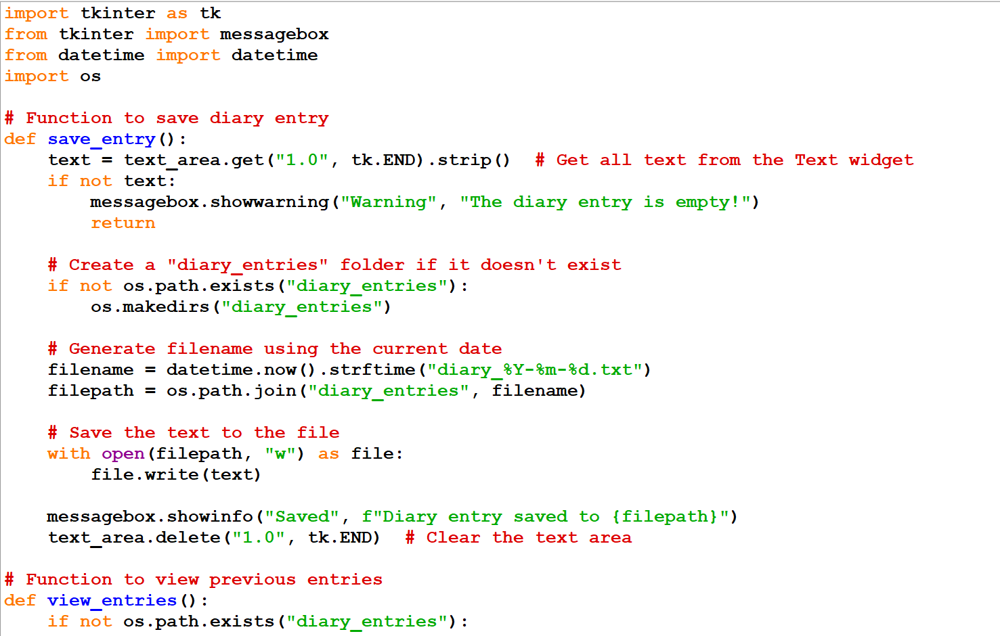 import tkinter as tk
from tkinter import messagebox
from datetime import datetime
import os

# Function to save diary entry
def save_entry():
    text = text_area.get("1.0", tk.END).strip()  # Get all text from the Text widget
    if not text:
        messagebox.showwarning("Warning", "The diary entry is empty!")
        return

    # Create a "diary_entries" folder if it doesn't exist
    if not os.path.exists("diary_entries"):
        os.makedirs("diary_entries")

    # Generate filename using the current date
    filename = datetime.now().strftime("diary_%Y-%m-%d.txt")
    filepath = os.path.join("diary_entries", filename)

    # Save the text to the file
    with open(filepath, "w") as file:
        file.write(text)

    messagebox.showinfo("Saved", f"Diary entry saved to {filepath}")
    text_area.delete("1.0", tk.END)  # Clear the text area

# Function to view previous entries
def view_entries():
    if not os.path.exists("diary_entries"):